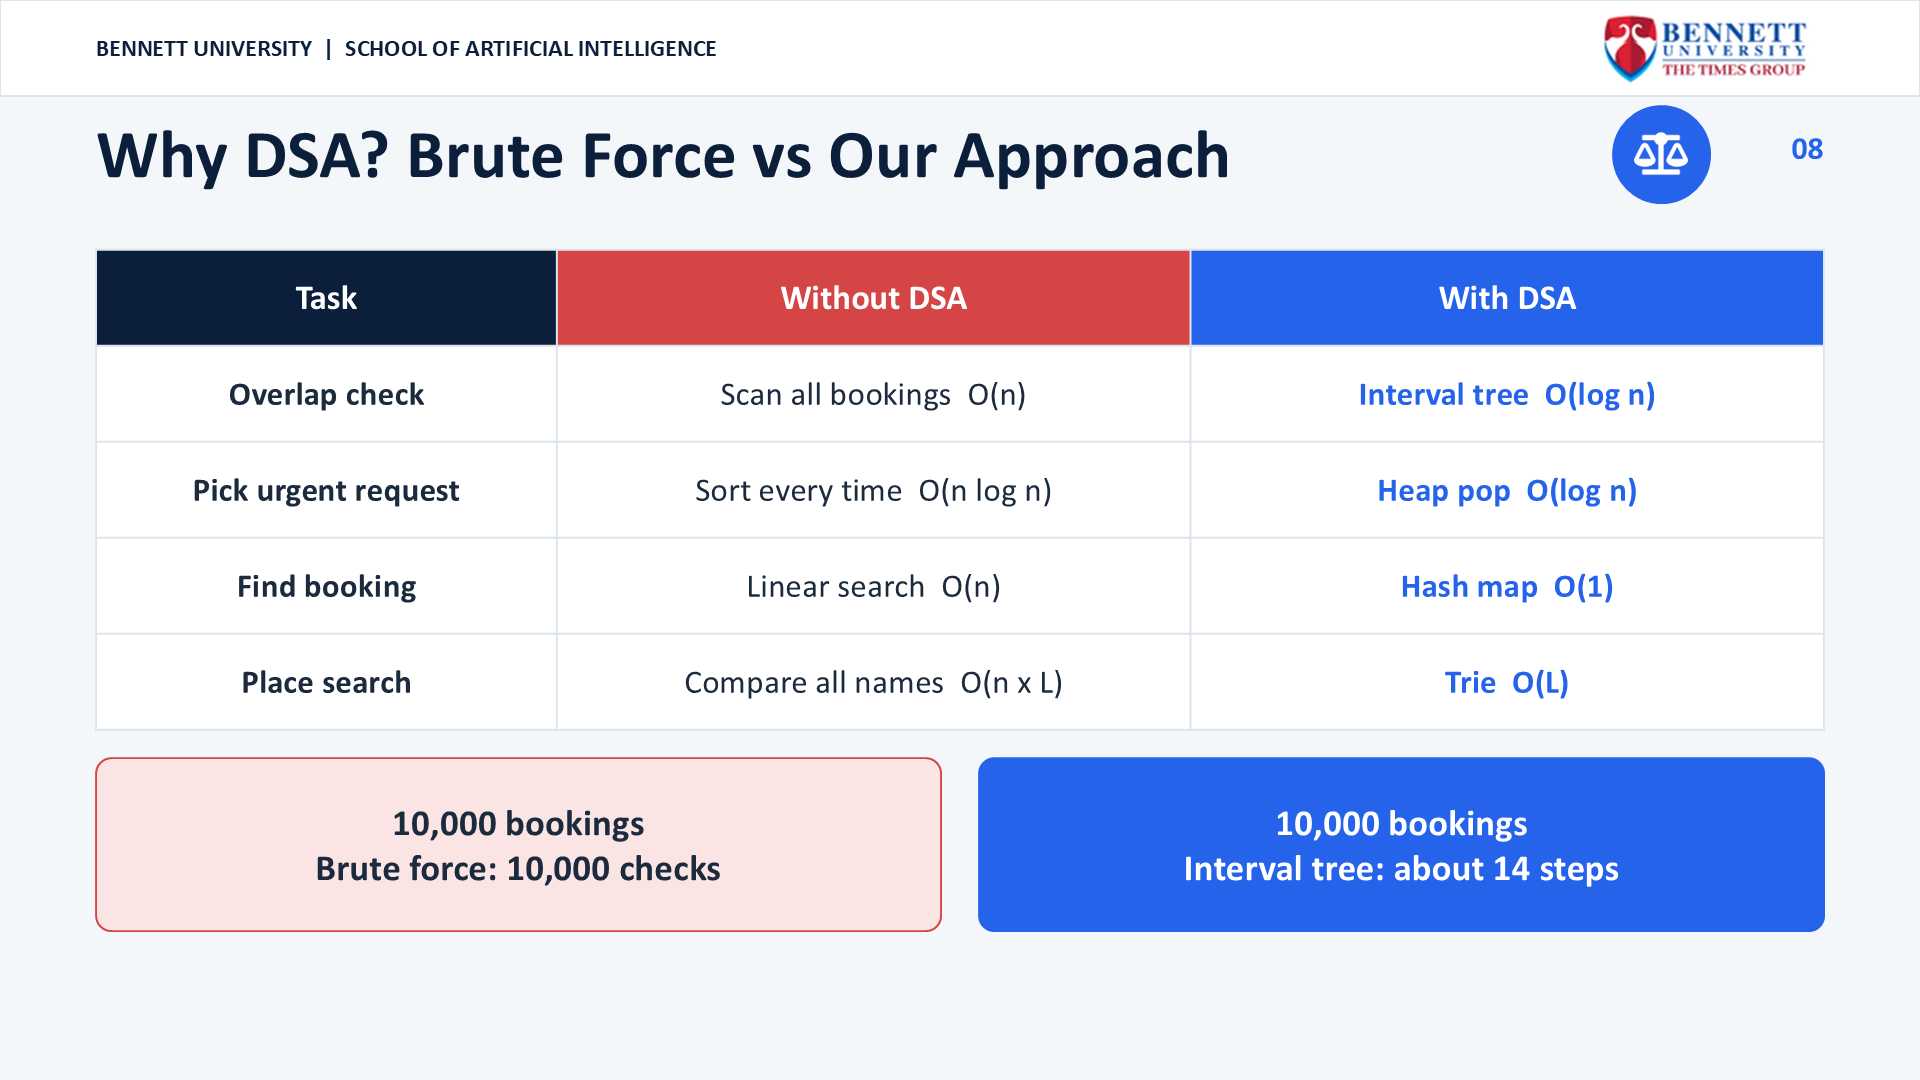 BENNETT UNIVERSITY | SCHOOL OF ARTIFICIAL INTELLIGENCE
BENNETT
UNIVERSITY
THE TIMES GROUP
Why DSA? Brute Force vs Our Approach
08
Task Without DSA With DSA
Overlap check Scan all bookings O(n) Interval tree O(log n)
Pick urgent request Sort every time O(n log n) Heap pop O(log n)
Find booking Linear search O(n) Hash map O(1)
Place search Compare all names O(n x L) Trie O(L)
10,000 bookings
Brute force: 10,000 checks
10,000 bookings
Interval tree: about 14 steps